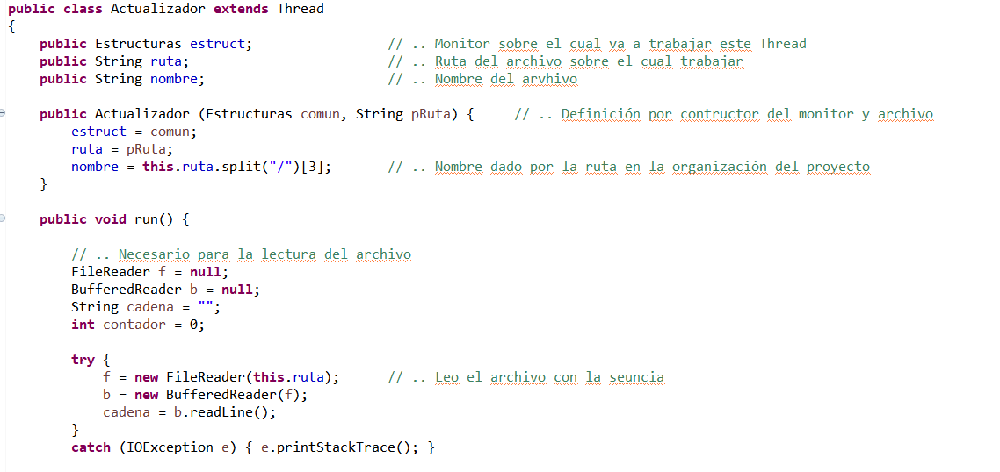 public class Actualizador extends Thread
{
public Estructuras estruct; // .. Monitor sobre el cual va a trabajar este Thread
public String ruta; // .. Ruta del archivo sobre el cual trabajar
public String nombre; // .. Nombre del arvhivo
public Actualizador (Estructuras comun, String pRuta) { // .. Definición por contructor del monitor y archivo
estruct = comun;
ruta = pRuta;
nombre = this.ruta.split("/")[3]; // .. Nombre dado por la ruta en la organización del proyecto
}
public void run() {
// .. Necesario para la lectura del archivo
FileReader f = null;
BufferedReader b = null;
String cadena = "";
int contador = 0;
try {
f = new FileReader(this.ruta); // .. Leo el archivo con la seuncia
b = new BufferedReader(f);
cadena = b.readLine();
}
catch (IOException e) { e.printStackTrace(); }